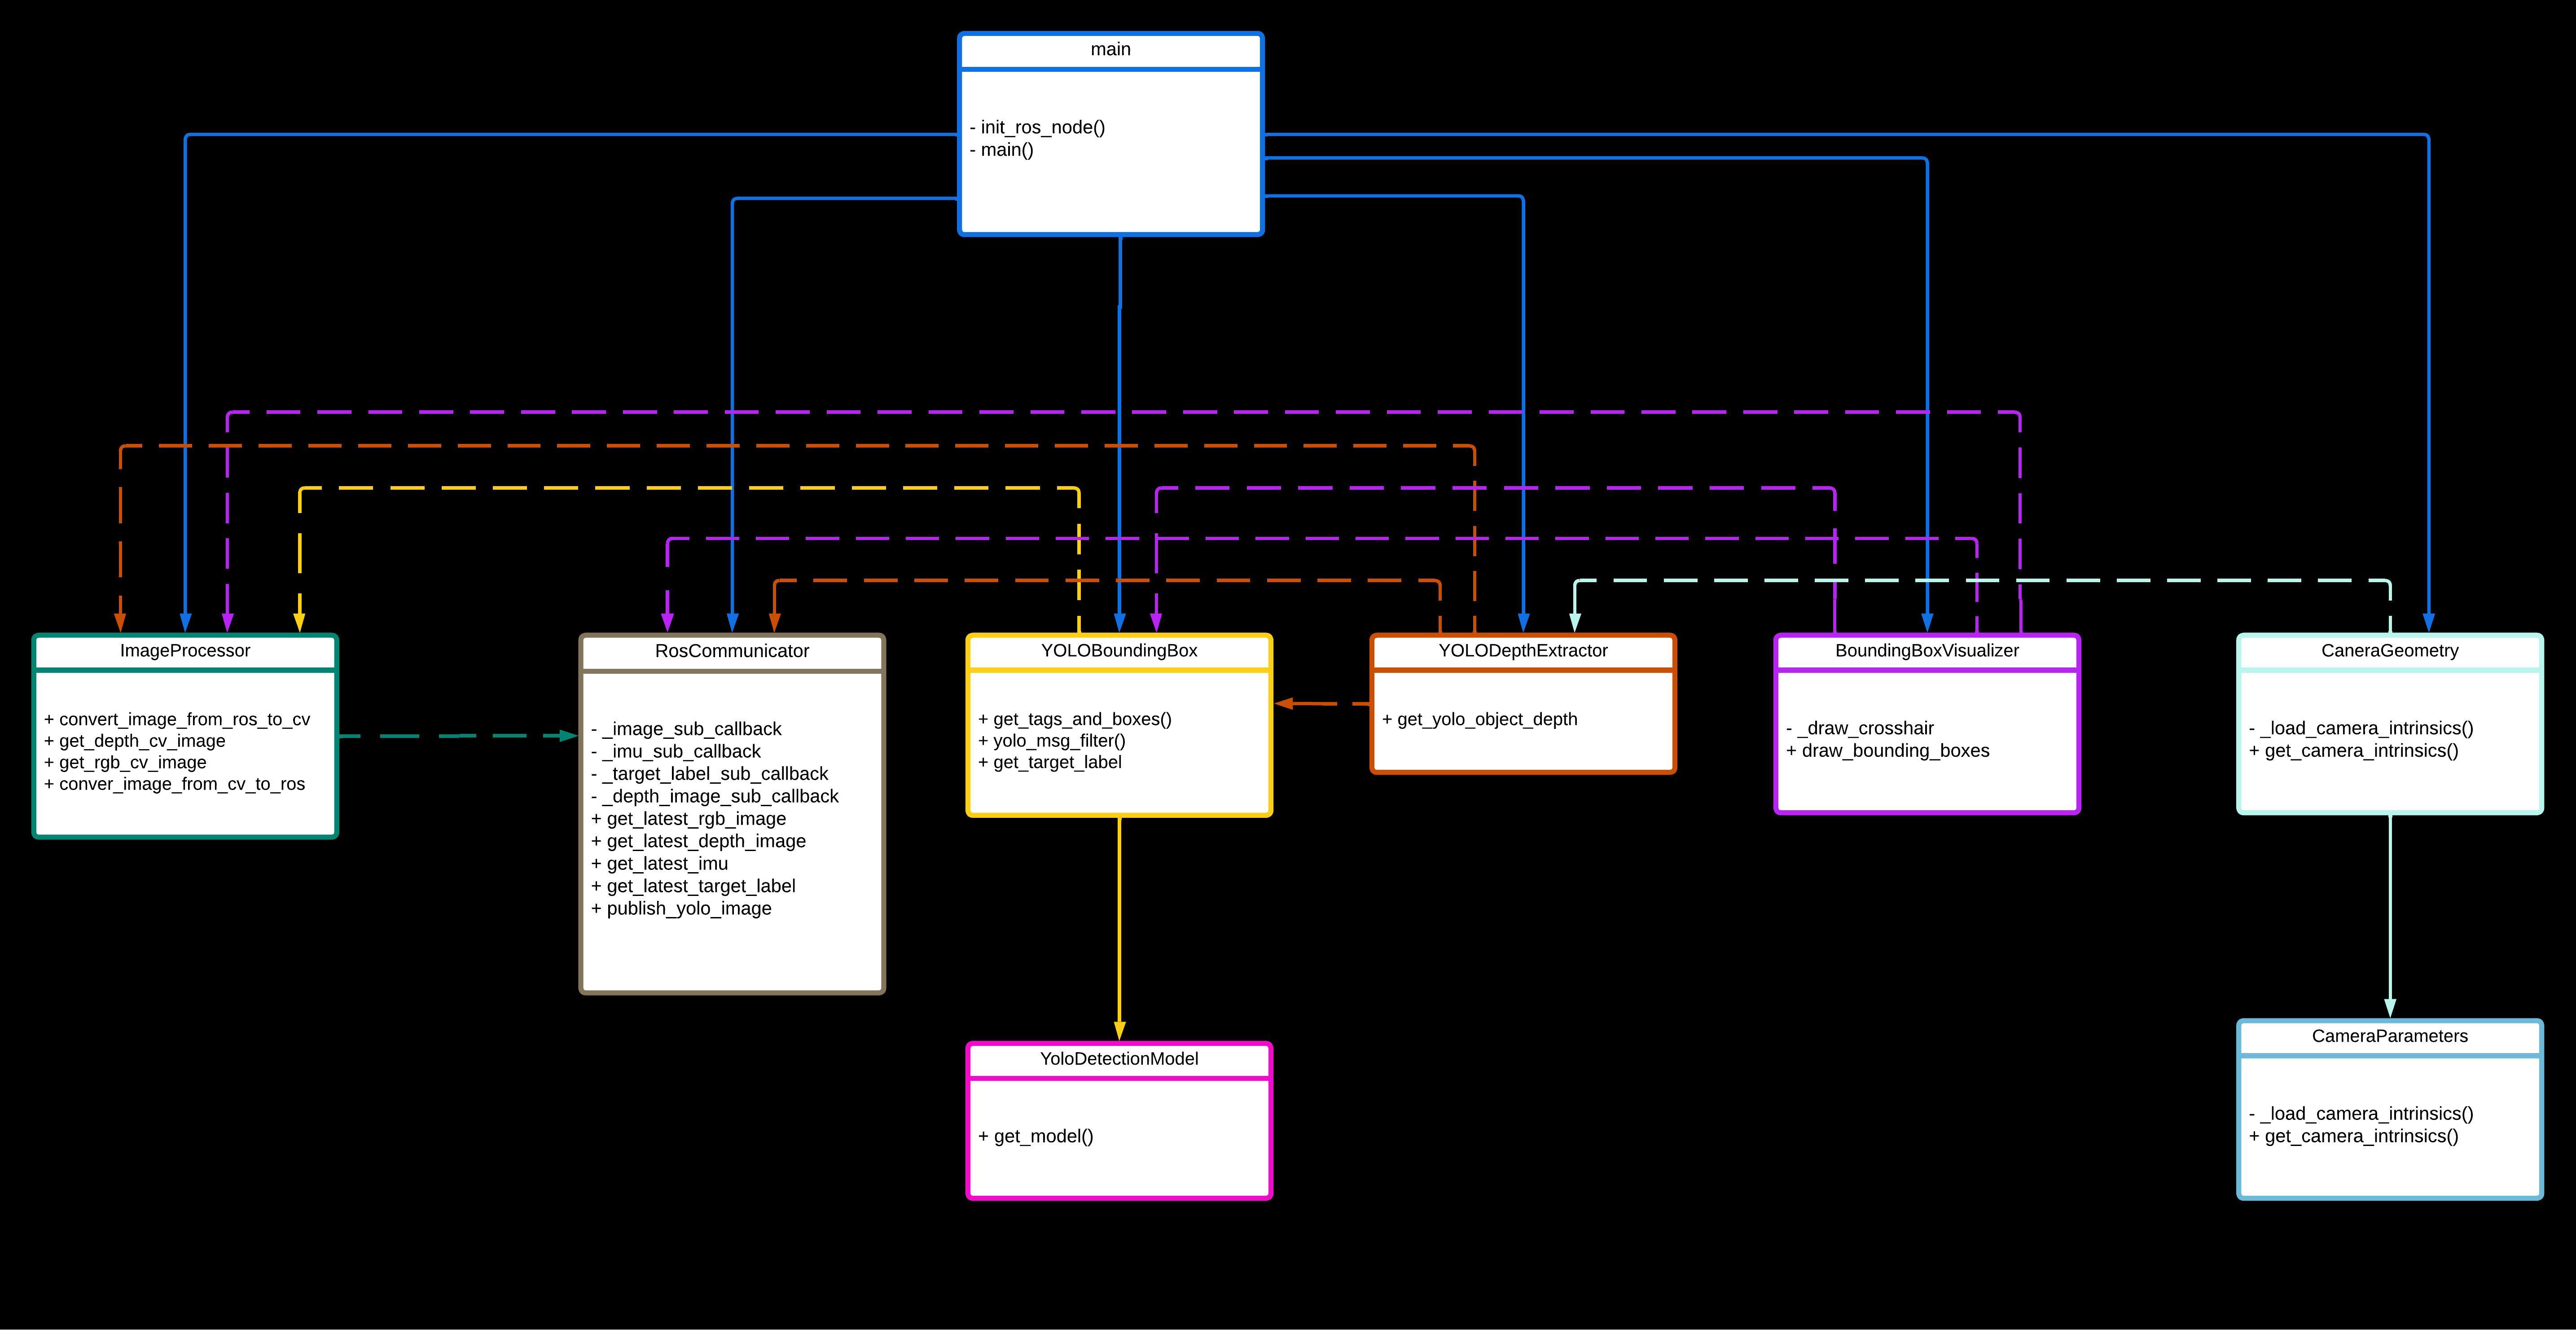 main
- init_ros_node()
- main()
ImageProcessor
+ convert_image_from_ros_to_cv
+ get_depth_cv_image
+ get_rgb_cv_image
+ conver_image_from_cv_to_ros
RosCommunicator
- _image_sub_callback
- _imu_sub_callback
- _target_label_sub_callback
- _depth_image_sub_callback
+ get_latest_rgb_image
+ get_latest_depth_image
+ get_latest_imu
+ get_latest_target_label
+ publish_yolo_image
YOLOBoundingBox
+ get_tags_and_boxes()
+ yolo_msg_filter()
+ get_target_label
YOLODepthExtractor
+ get_yolo_object_depth
BoundingBoxVisualizer
- _draw_crosshair
+ draw_bounding_boxes
CaneraGeometry
- _load_camera_intrinsics()
+ get_camera_intrinsics()
YoloDetectionModel
+ get_model()
CameraParameters
- _load_camera_intrinsics()
+ get_camera_intrinsics()